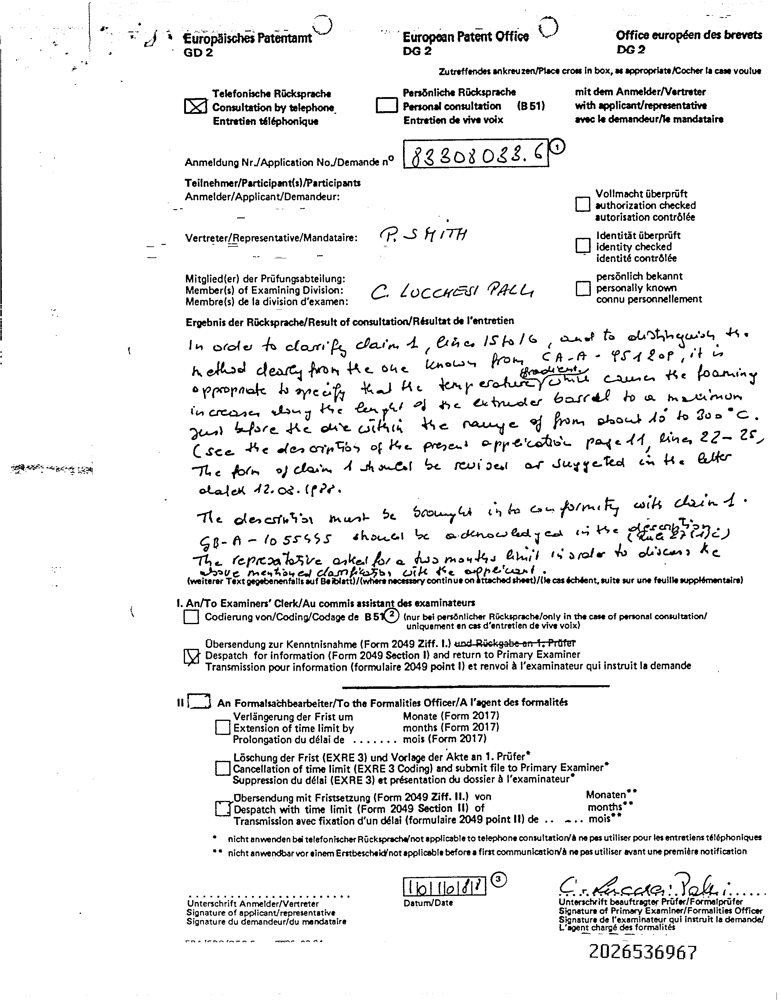 Europäisches Patentamt
GD 2
European Patent Office
DG 2
Office européen des brevets
DG 2
Zutreffendes ankreuzen/Place cross in box, as appropriate/Cocher la case voulue
Telefonische Rücksprache
Consultation by telephone
Entretien téléphonique
Persönliche Rücksprache
Personal consultation (B 51)
Entretien de vive voix
mit dem Anmelder/Vertreter
with applicant/representative
avec le demandeur/le mandataire
Anmeldung Nr./Application No./Demande nº
83308033.6
1
Teilnehmer/Participant(s)/Participants
Anmelder/Applicant/Demandeur:
Vollmacht überprüft
authorization checked
autorisation contrôlée
Vertreter/Representative/Mandataire:
P. SMITH
Identität überprüft
identity checked
identité contrôlée
Mitglied(er) der Prüfungsabteilung:
Member(s) of Examining Division:
Membre(s) de la division d'examen:
C. LUCCHESI PALLI
persönlich bekannt
personally known
connu personnellement
Ergebnis der Rücksprache/Result of consultation/Résultat de l'entretien
In order to clarify claim 1, lines 15 to 16, and to distinguish the
method clearly from the one known from CA-A-951209, it is
gradient
appropriate to specify that the temperature/which causes the foaming
increases along the lenght of the extruder barrel to a maximum
just before the die within the range of from about 10° to 300°C.
(see the description of the present application page 11, lines 22-25,
The form of claim 1 should be revised as suggeted in the letter
dated 12.02.1988.
The description must be brought into conformity with claim 1.
GB-A-1055445 should be acknowledged in the description
(Rule 27(1)c)
The represatative asked for a two months limit in order to discuss the
above mentioned clarification with the applicant.
(weiterer Text gegebenenfalls auf Beiblatt)/(where necessary continue on attached sheet)/(le cas échéent, suite sur une feuille supplémentaire)
I. An/To Examiners' Clerk/Au commis assistant des examinateurs
Codierung von/Coding/Codage de B 51 2 (nur bei persönlicher Rücksprache/only in the case of personal consultation/
uniquement en cas d'entretien de vive voix)
Übersendung zur Kenntnisnahme (Form 2049 Ziff. I.) und Rückgabe an 1. Prüfer
Despatch for information (Form 2049 Section I) and return to Primary Examiner
Transmission pour information (formulaire 2049 point I) et renvoi à l'examinateur qui instruit la demande
II An Formalsachbearbeiter/To the Formalities Officer/A l'agent des formalités
Verlängerung der Frist um Monate (Form 2017)
Extension of time limit by months (Form 2017)
Prolongation du délai de ....... mois (Form 2017)
Löschung der Frist (EXRE 3) und Vorlage der Akte an 1. Prüfer*
Cancellation of time limit (EXRE 3 Coding) and submit file to Primary Examiner*
Suppression du délai (EXRE 3) et présentation du dossier à l'examinateur*
Übersendung mit Fristsetzung (Form 2049 Ziff. II.) von Monaten**
Despatch with time limit (Form 2049 Section II) of months**
Transmission avec fixation d'un délai (formulaire 2049 point II) de ..... mois**
* nicht anwenden bei telefonischer Rücksprache/not applicable to telephone consultation/à ne pas utiliser pour les entretiens téléphoniques
** nicht anwendbar vor einem Erstbescheid/not applicable before a first communication/à ne pas utiliser avant une première notification
Unterschrift Anmelder/Vertreter
Signature of applicant/representative
Signature du demandeur/du mandataire
3
Datum/Date
Unterschrift beauftragter Prüfer/Formalprüfer
Signature of Primary Examiner/Formalities Officer
Signature de l'examinateur qui instruit la demande/
L'agent chargé des formalités
2026536967